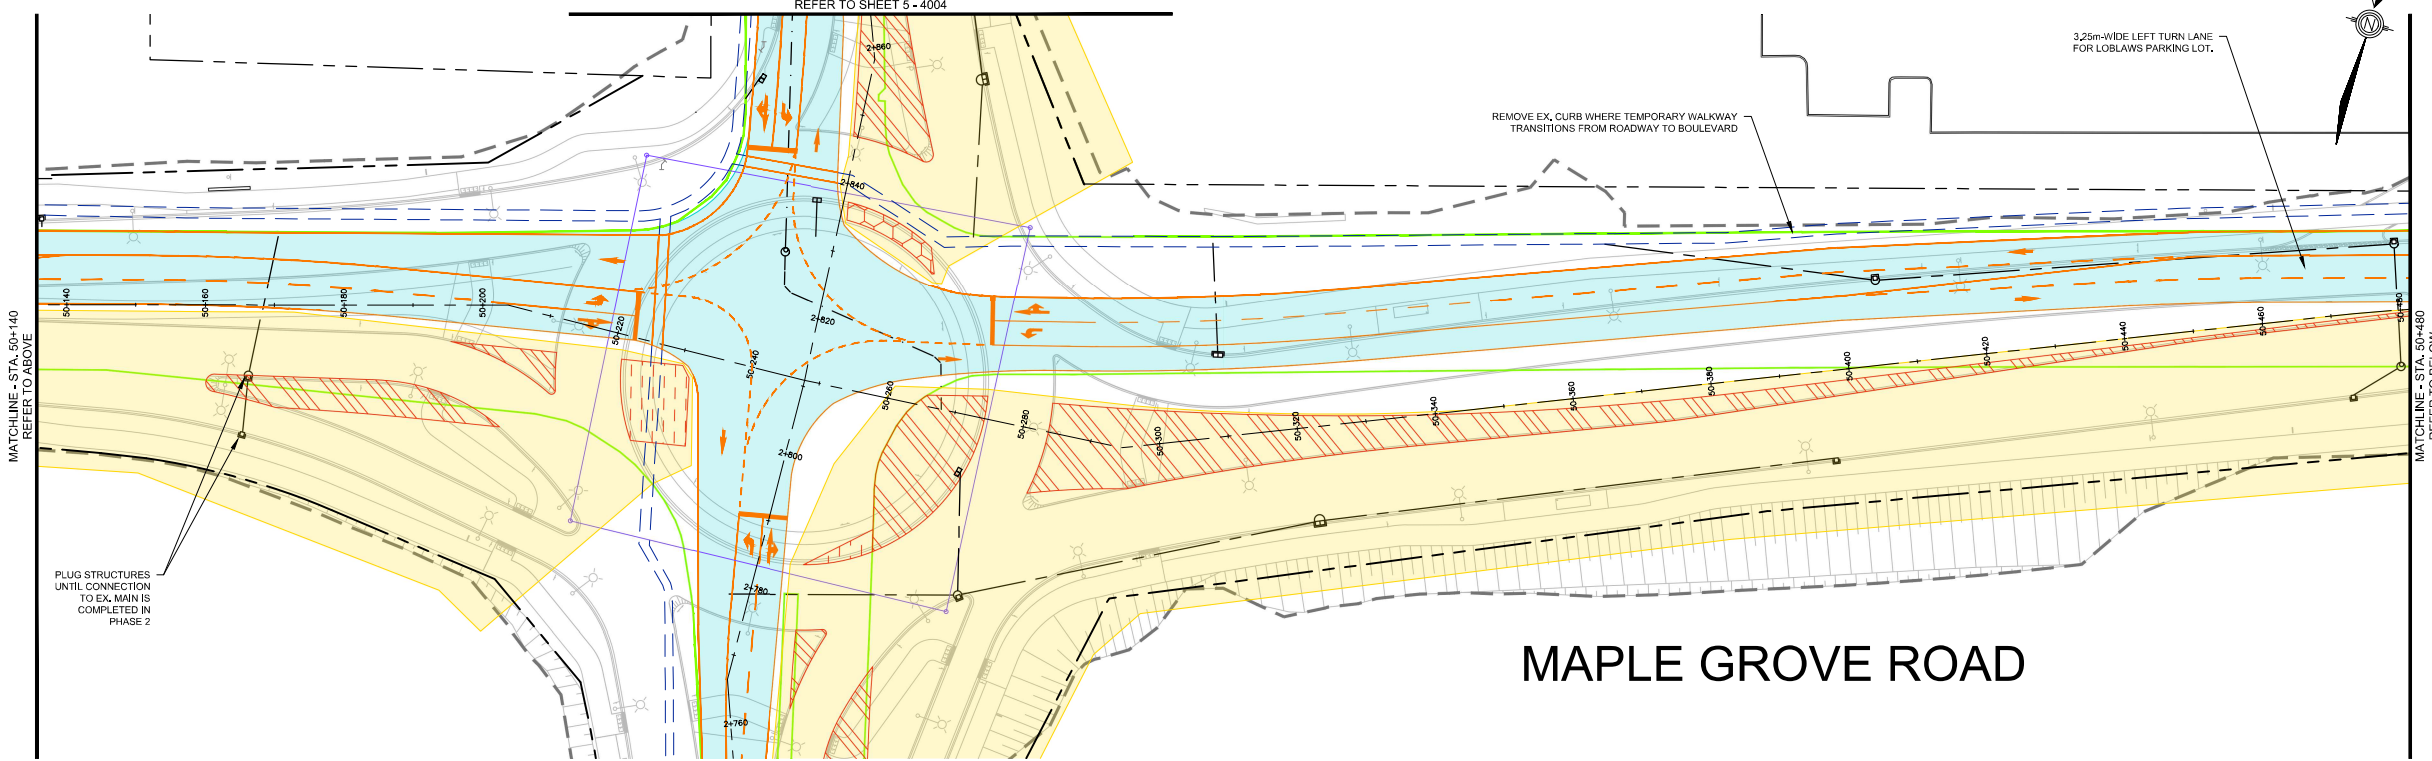 REFER TO SHEET 5 - 4004
3.25m-WIDE LEFT TURN LANE
FOR LOBLAWS PARKING LOT.
REMOVE EX. CURB WHERE TEMPORARY WALKWAY
TRANSITIONS FROM ROADWAY TO BOULEVARD
N
2+860
2+840
2+820
2+800
2+780
2+760
50+140
50+160
50+180
50+200
50+220
50+240
50+260
50+280
50+300
50+320
50+340
50+360
50+380
50+400
50+420
50+440
50+460
50+480
MATCHLINE - STA. 50+140
REFER TO ABOVE
MATCHLINE - STA. 50+480
REFER TO BELOW
PLUG STRUCTURES
UNTIL CONNECTION
TO EX. MAIN IS
COMPLETED IN
PHASE 2
MAPLE GROVE ROAD